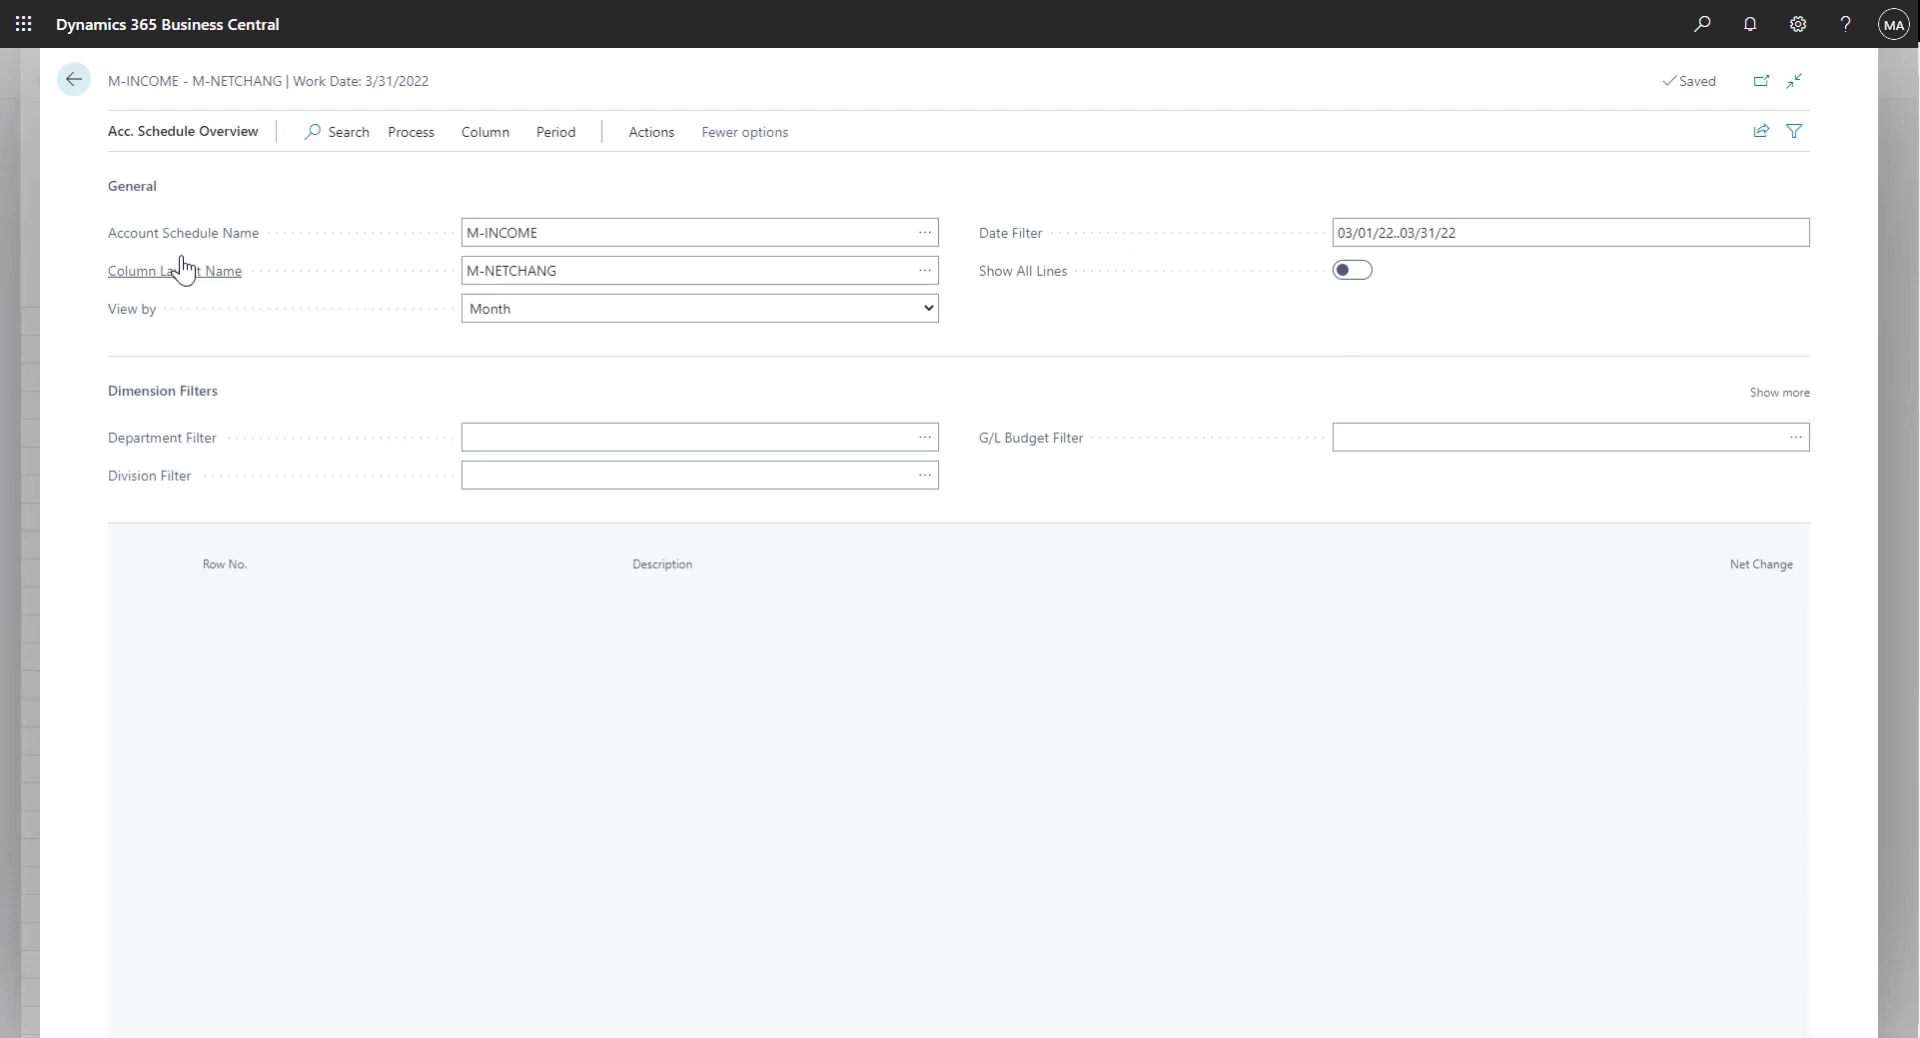 Dynamics 365 Business Central
?
MA
M-INCOME - M-NETCHANG | Work Date: 3/31/2022
Saved
Acc. Schedule Overview
Search
Process
Column
Period
Actions
Fewer options
General
Account Schedule Name
M-INCOME
...
Date Filter
03/01/22..03/31/22
Column La t Name
M-NETCHANG
...
Show All Lines
View by
Month
Dimension Filters
Show more
Department Filter
...
G/L Budget Filter
...
Division Filter
...
Row No.
Description
Net Change